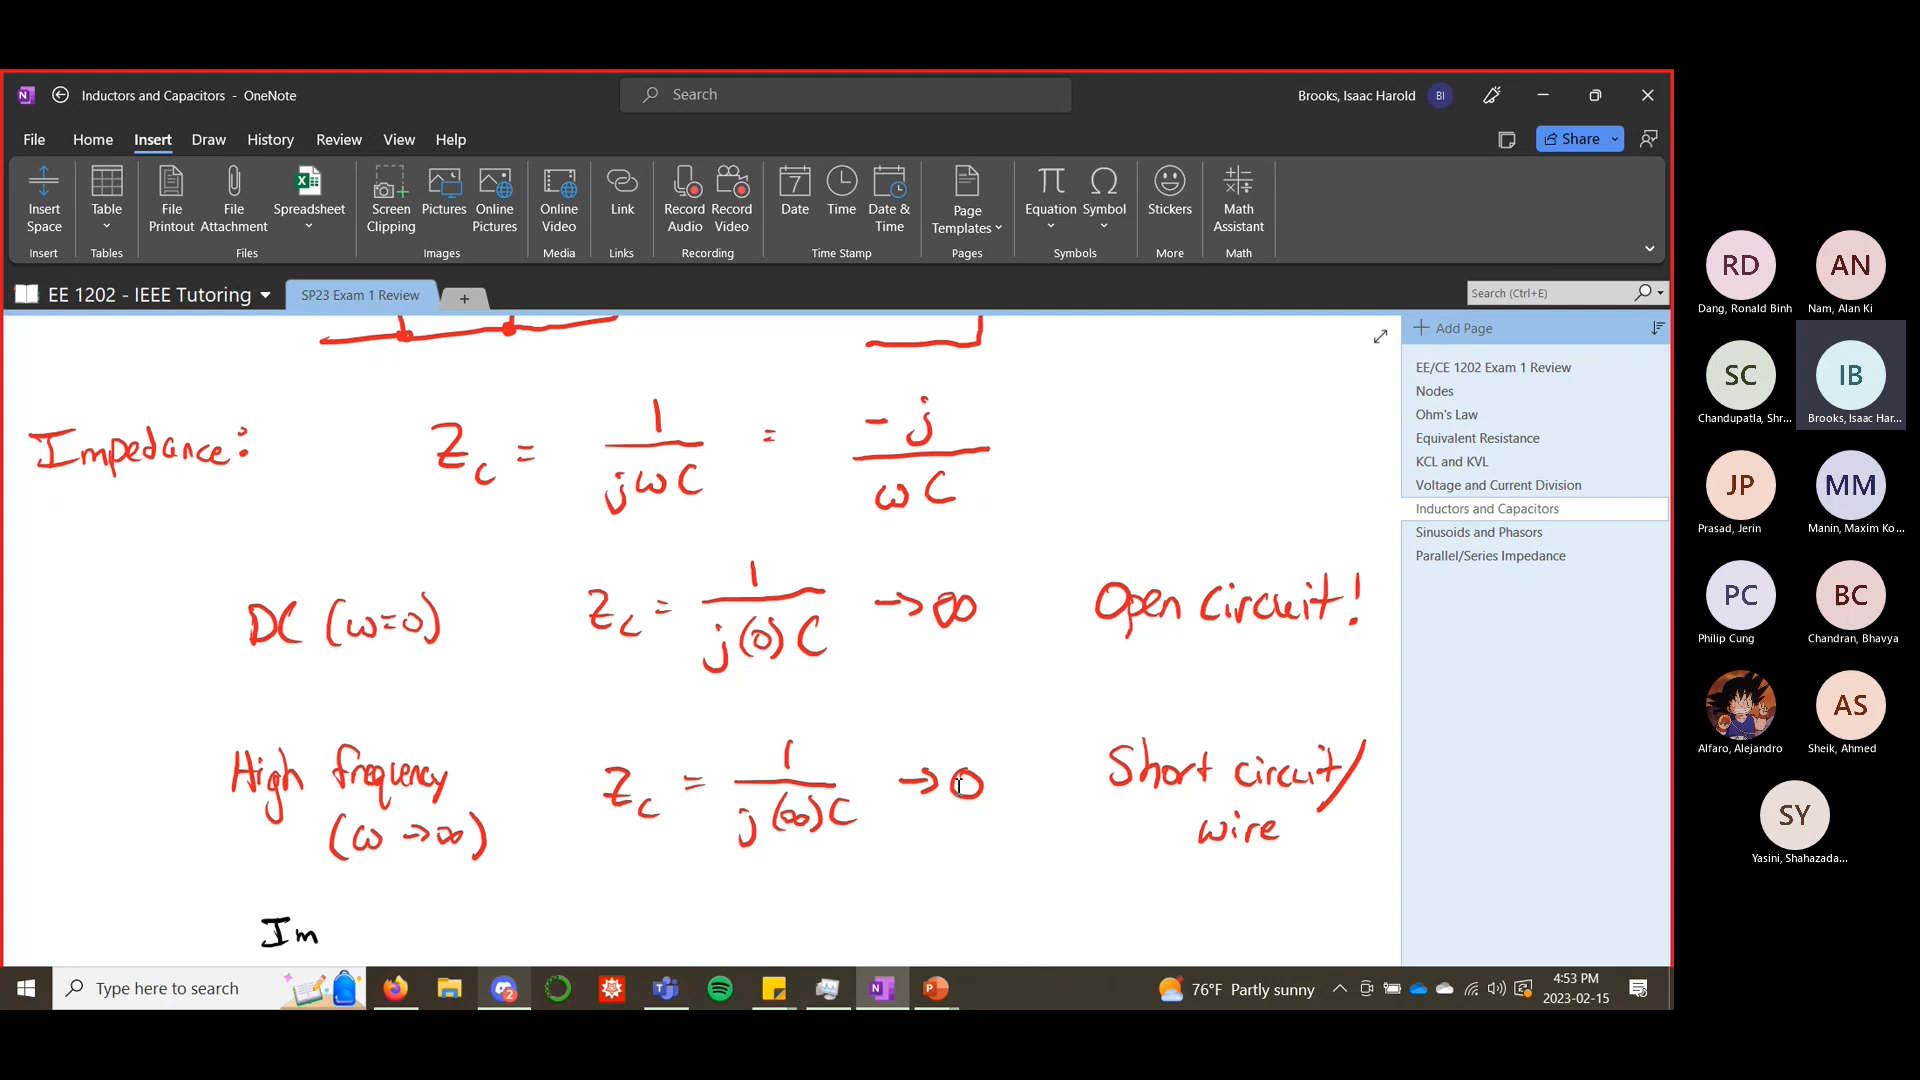 Inductors and Capacitors - OneNote
Search
Brooks, Isaac Harold
BI
File Home Insert Draw History Review View Help
Share
Insert Space
Table
File Printout
File Attachment
Spreadsheet
Screen Clipping
Pictures
Online Pictures
Online Video
Link
Record Audio
Record Video
Date
Time
Date & Time
Page Templates
Equation
Symbol
Stickers
Math Assistant
Insert Tables Files Images Media Links Recording Time Stamp Pages Symbols More Math
EE 1202 - IEEE Tutoring
SP23 Exam 1 Review
Search (Ctrl+E)
Add Page
EE/CE 1202 Exam 1 Review
Nodes
Ohm's Law
Equivalent Resistance
KCL and KVL
Voltage and Current Division
Inductors and Capacitors
Sinusoids and Phasors
Parallel/Series Impedance
Impedance: Z_C = 1/(jωC) = -j/(ωC)
DC (ω=0) Z_C = 1/(j(0)C) → ∞ Open circuit!
High frequency (ω → ∞) Z_C = 1/(j(∞)C) → 0 Short circuit/ wire
Im
RD
Dang, Ronald Binh
AN
Nam, Alan Ki
SC
Chandupatla, Shr...
IB
Brooks, Isaac Har...
JP
Prasad, Jerin
MM
Manin, Maxim Ko...
PC
Philip Cung
BC
Chandran, Bhavya
Alfaro, Alejandro
AS
Sheik, Ahmed
SY
Yasini, Shahazada...
Type here to search
76°F Partly sunny
4:53 PM
2023-02-15